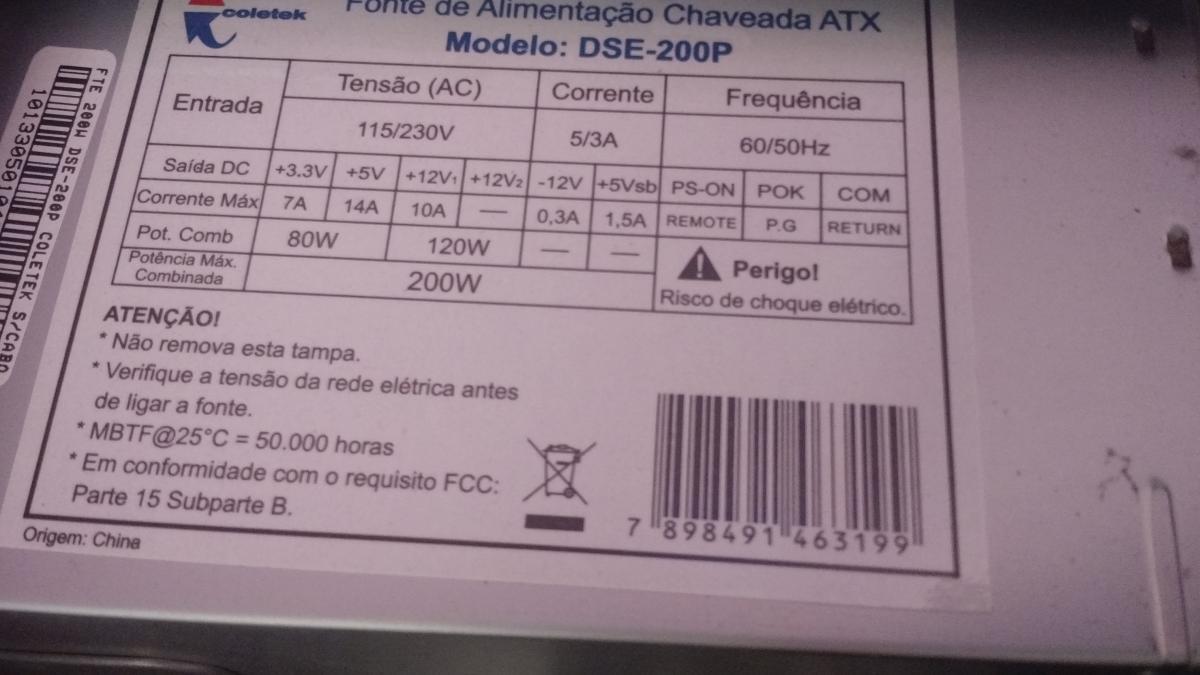 coletek
Fonte de Alimentação Chaveada ATX
Modelo: DSE-200P
Entrada Tensão (AC) Corrente Frequência
115/230V 5/3A 60/50Hz
Saída DC +3.3V +5V +12V1 +12V2 -12V +5Vsb PS-ON POK COM
Corrente Máx 7A 14A 10A — 0,3A 1,5A REMOTE P.G RETURN
Pot. Comb 80W 120W — —
Potência Máx.
Combinada 200W
Perigo!
Risco de choque elétrico.
ATENÇÃO!
* Não remova esta tampa.
* Verifique a tensão da rede elétrica antes
de ligar a fonte.
* MBTF@25°C = 50.000 horas
* Em conformidade com o requisito FCC:
Parte 15 Subparte B.
7 898491 463199
Origem: China
FTE 200W DSE-200P COLETEK S/CABO